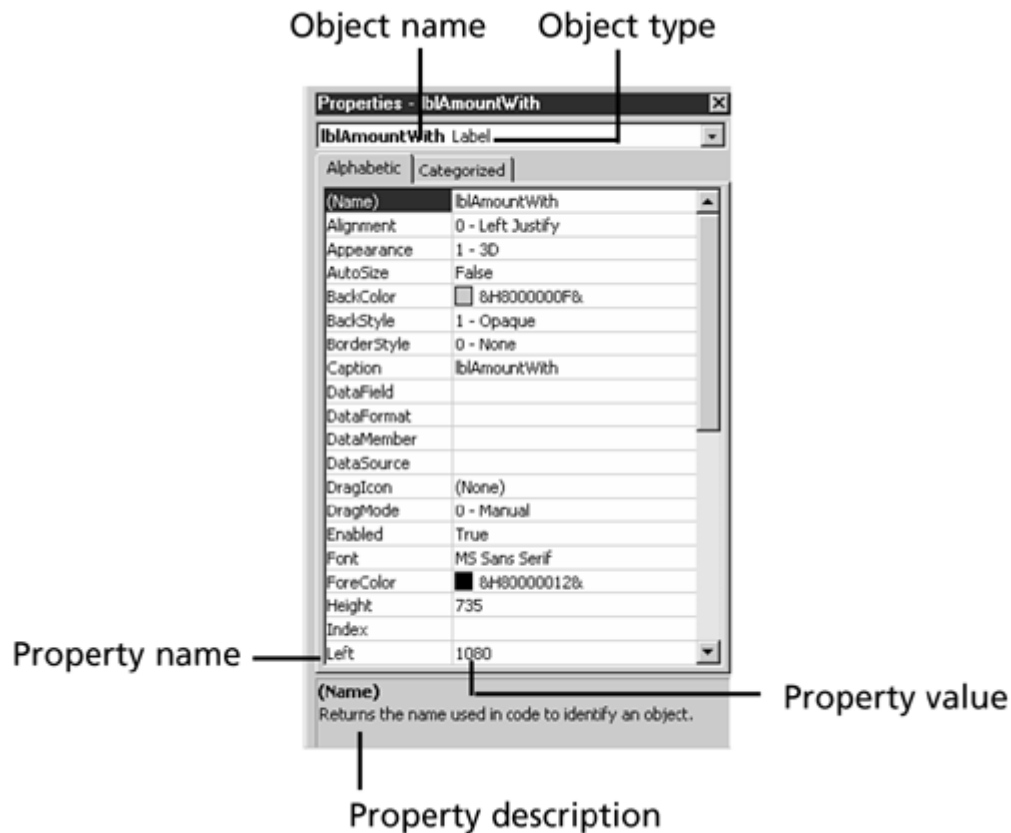 Object name Object type
Properties - lblAmountWith
lblAmountWith Label
Alphabetic Categorized
(Name) lblAmountWith
Alignment 0 - Left Justify
Appearance 1 - 3D
AutoSize False
BackColor &H8000000F&
BackStyle 1 - Opaque
BorderStyle 0 - None
Caption lblAmountWith
DataField
DataFormat
DataMember
DataSource
DragIcon (None)
DragMode 0 - Manual
Enabled True
Font MS Sans Serif
ForeColor &H80000012&
Height 735
Index
Property name Left 1080
(Name)
Property value
Returns the name used in code to identify an object.
Property description